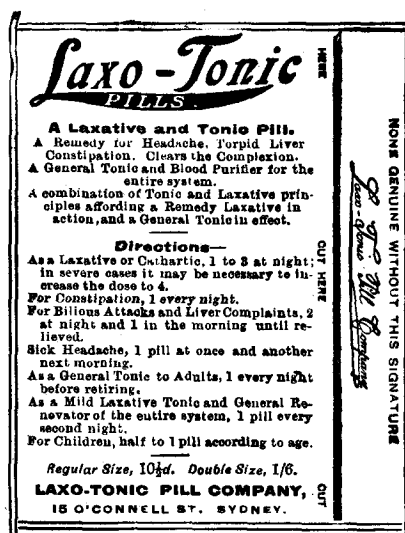 Laxo-Tonic
PILLS
A Laxative and Tonic Pill.
A Remedy for Headache, Torpid Liver
Constipation. Clears the Complexion.
A General Tonic and Blood Purifier for the
entire system.
A combination of Tonic and Laxative prin-
ciples affording a Remedy Laxative in
action, and a General Tonic in effect.
Directions—
As a Laxative or Cathartic, 1 to 3 at night;
in severe cases it may be necessary to in-
crease the dose to 4.
For Constipation, 1 every night.
For Bilious Attacks and Liver Complaints, 2
at night and 1 in the morning until re-
lieved.
Sick Headache, 1 pill at once and another
next morning.
As a General Tonic to Adults, 1 every night
before retiring.
As a Mild Laxative Tonic and General Re-
novator of the entire system, 1 pill every
second night.
For Children, half to 1 pill according to age.
Regular Size, 10½d. Double Size, 1/6.
LAXO-TONIC PILL COMPANY,
15 O'CONNELL ST. SYDNEY.
HERE
CUT HERE
CUT
Laxo-Tonic Pill Company
NONE GENUINE WITHOUT THIS SIGNATURE